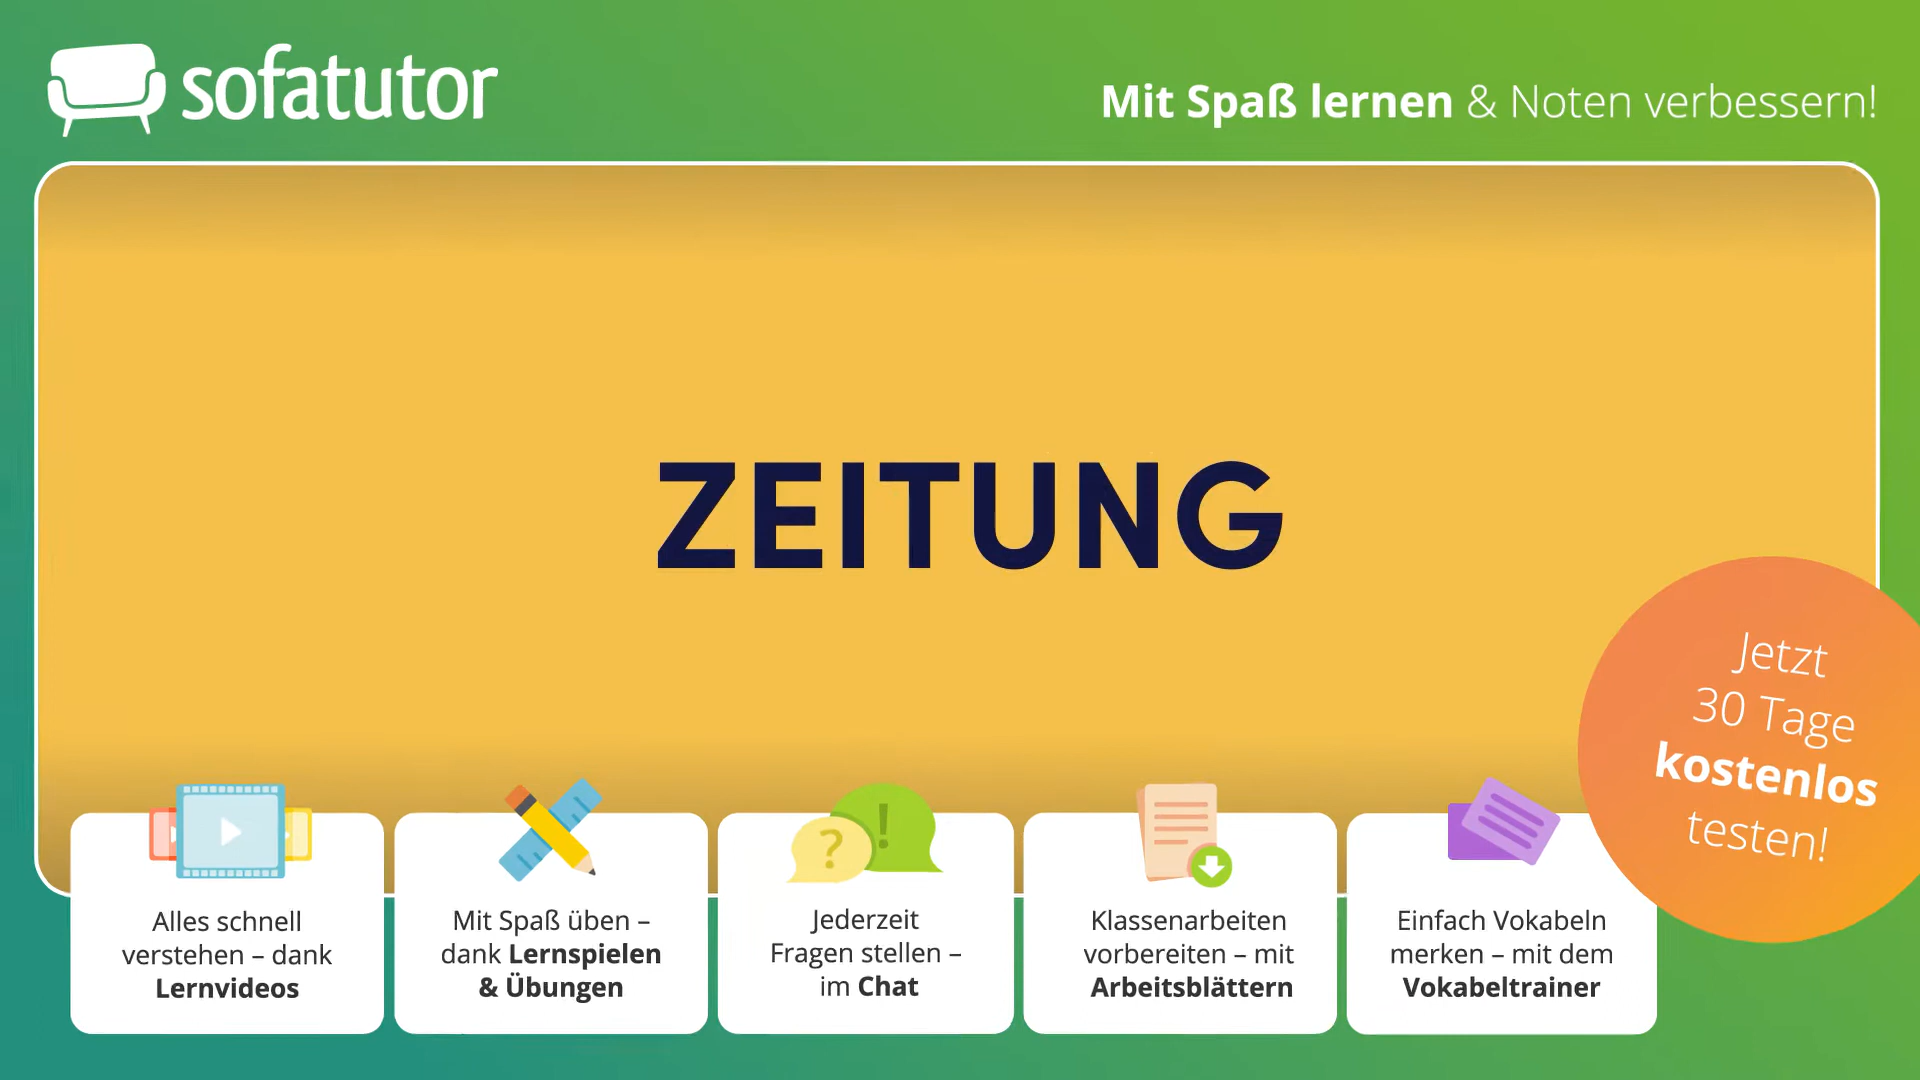 sofatutor
Mit Spaß lernen & Noten verbessern!
ZEITUNG
Jetzt
30 Tage
kostenlos
testen!
Alles schnell
verstehen – dank
Lernvideos
Mit Spaß üben –
dank Lernspielen
& Übungen
?
!
Jederzeit
Fragen stellen –
im Chat
Klassenarbeiten
vorbereiten – mit
Arbeitsblättern
Einfach Vokabeln
merken – mit dem
Vokabeltrainer